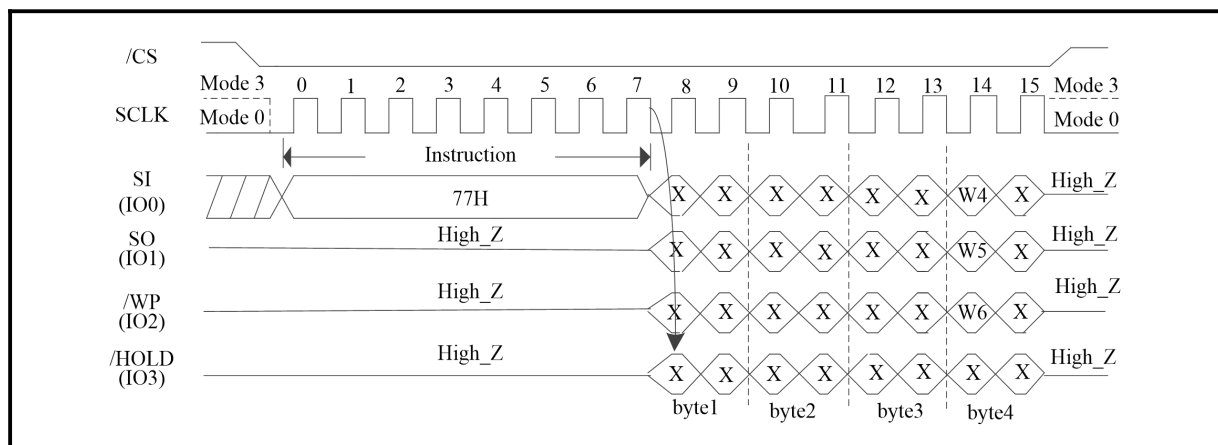 /CS
Mode 3 0 1 2 3 4 5 6 7 8 9 10 11 12 13 14 15 Mode 3
SCLK Mode 0 Mode 0
Instruction
SI
(IO0) 77H X X X X X X W4 X High_Z
SO
(IO1) High_Z X X X X X X W5 X High_Z
/WP
(IO2) High_Z X X X X X X W6 X High_Z
/HOLD
(IO3) High_Z X X X X X X X X High_Z
byte1 byte2 byte3 byte4